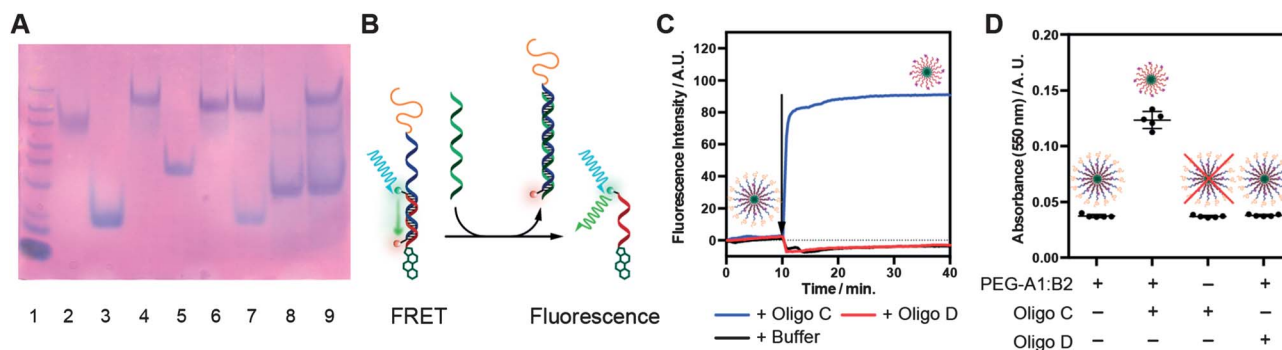 A
1 2 3 4 5 6 7 8 9
B
FRET
Fluorescence
C
Fluorescence Intensity / A.U.
120
100
80
60
40
20
0
0 10 20 30 40
Time / min.
+ Oligo C + Oligo D
+ Buffer
D
Absorbance (550 nm) / A. U.
0.20
0.15
0.10
0.05
0.00
PEG-A1:B2 + + – +
Oligo C – + + –
Oligo D – – – +